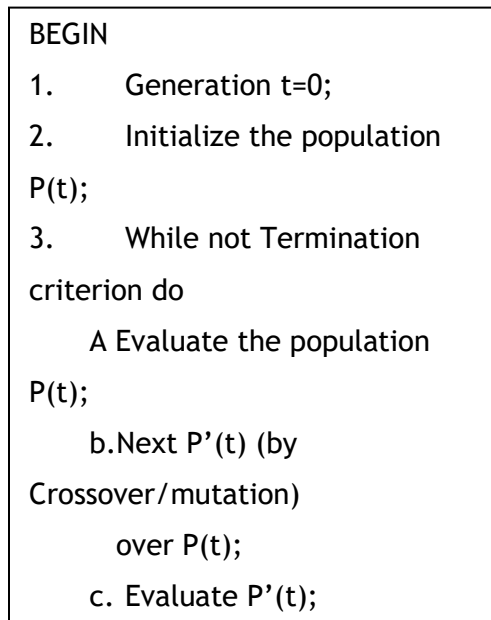 BEGIN
1. Generation t=0;
2. Initialize the population
P(t);
3. While not Termination
criterion do
A Evaluate the population
P(t);
b.Next P’(t) (by
Crossover/mutation)
over P(t);
c. Evaluate P’(t);